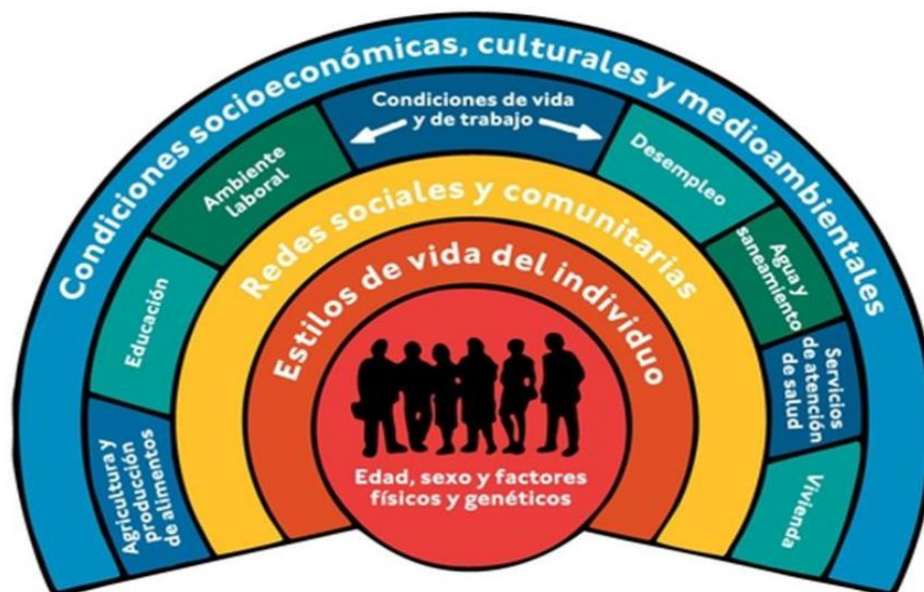 Condiciones socioeconómicas, culturales y medioambientales
Condiciones de vida
y de trabajo
Agricultura y
producción
de alimentos
Educación
Ambiente
laboral
Desempleo
Agua y
saneamiento
Servicios
de atención
de salud
Vivienda
Redes sociales y comunitarias
Estilos de vida del individuo
Edad, sexo y factores
físicos y genéticos